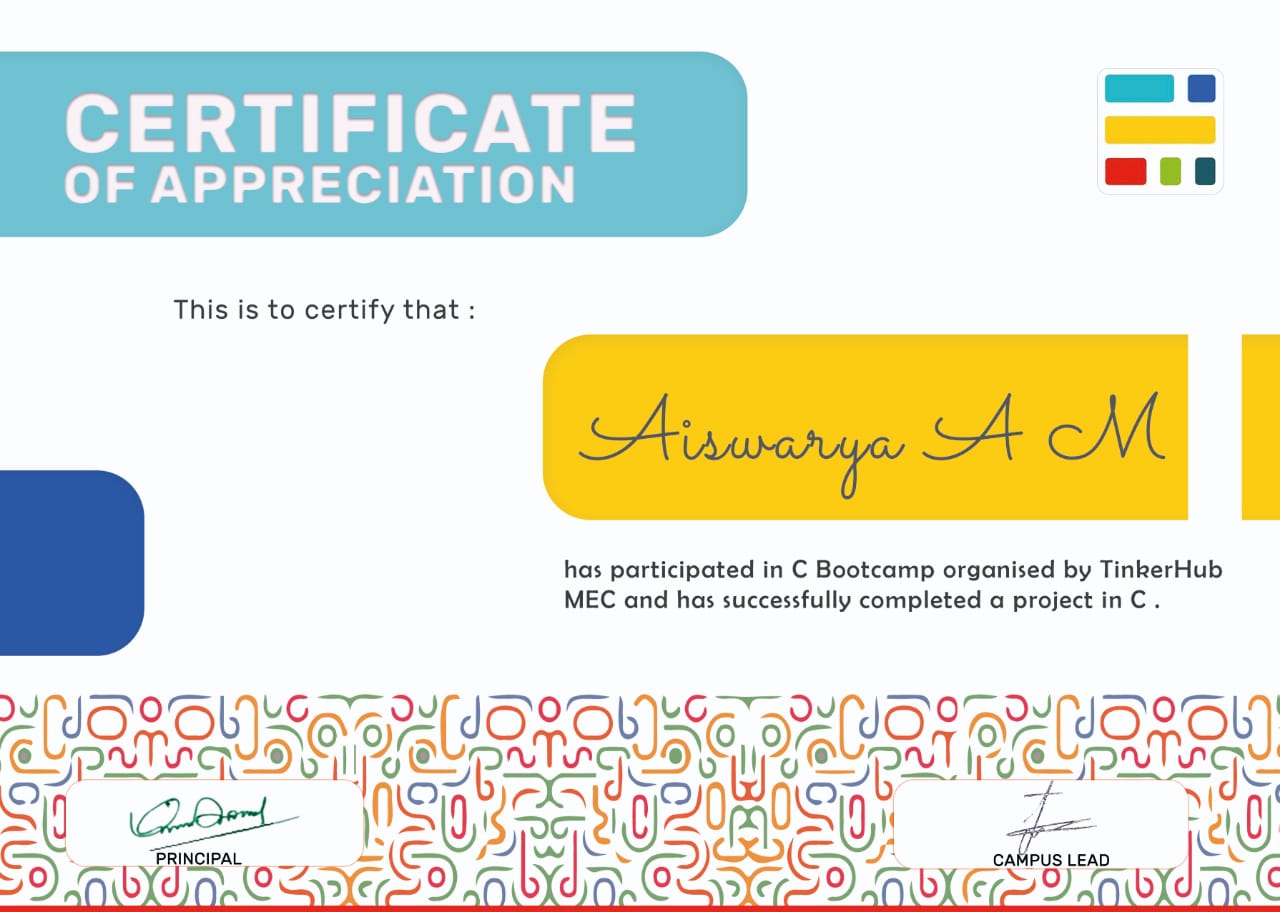 CERTIFICATE
OF APPRECIATION
This is to certify that :
Aiswarya A M
has participated in C Bootcamp organised by TinkerHub
MEC and has successfully completed a project in C .
PRINCIPAL
CAMPUS LEAD